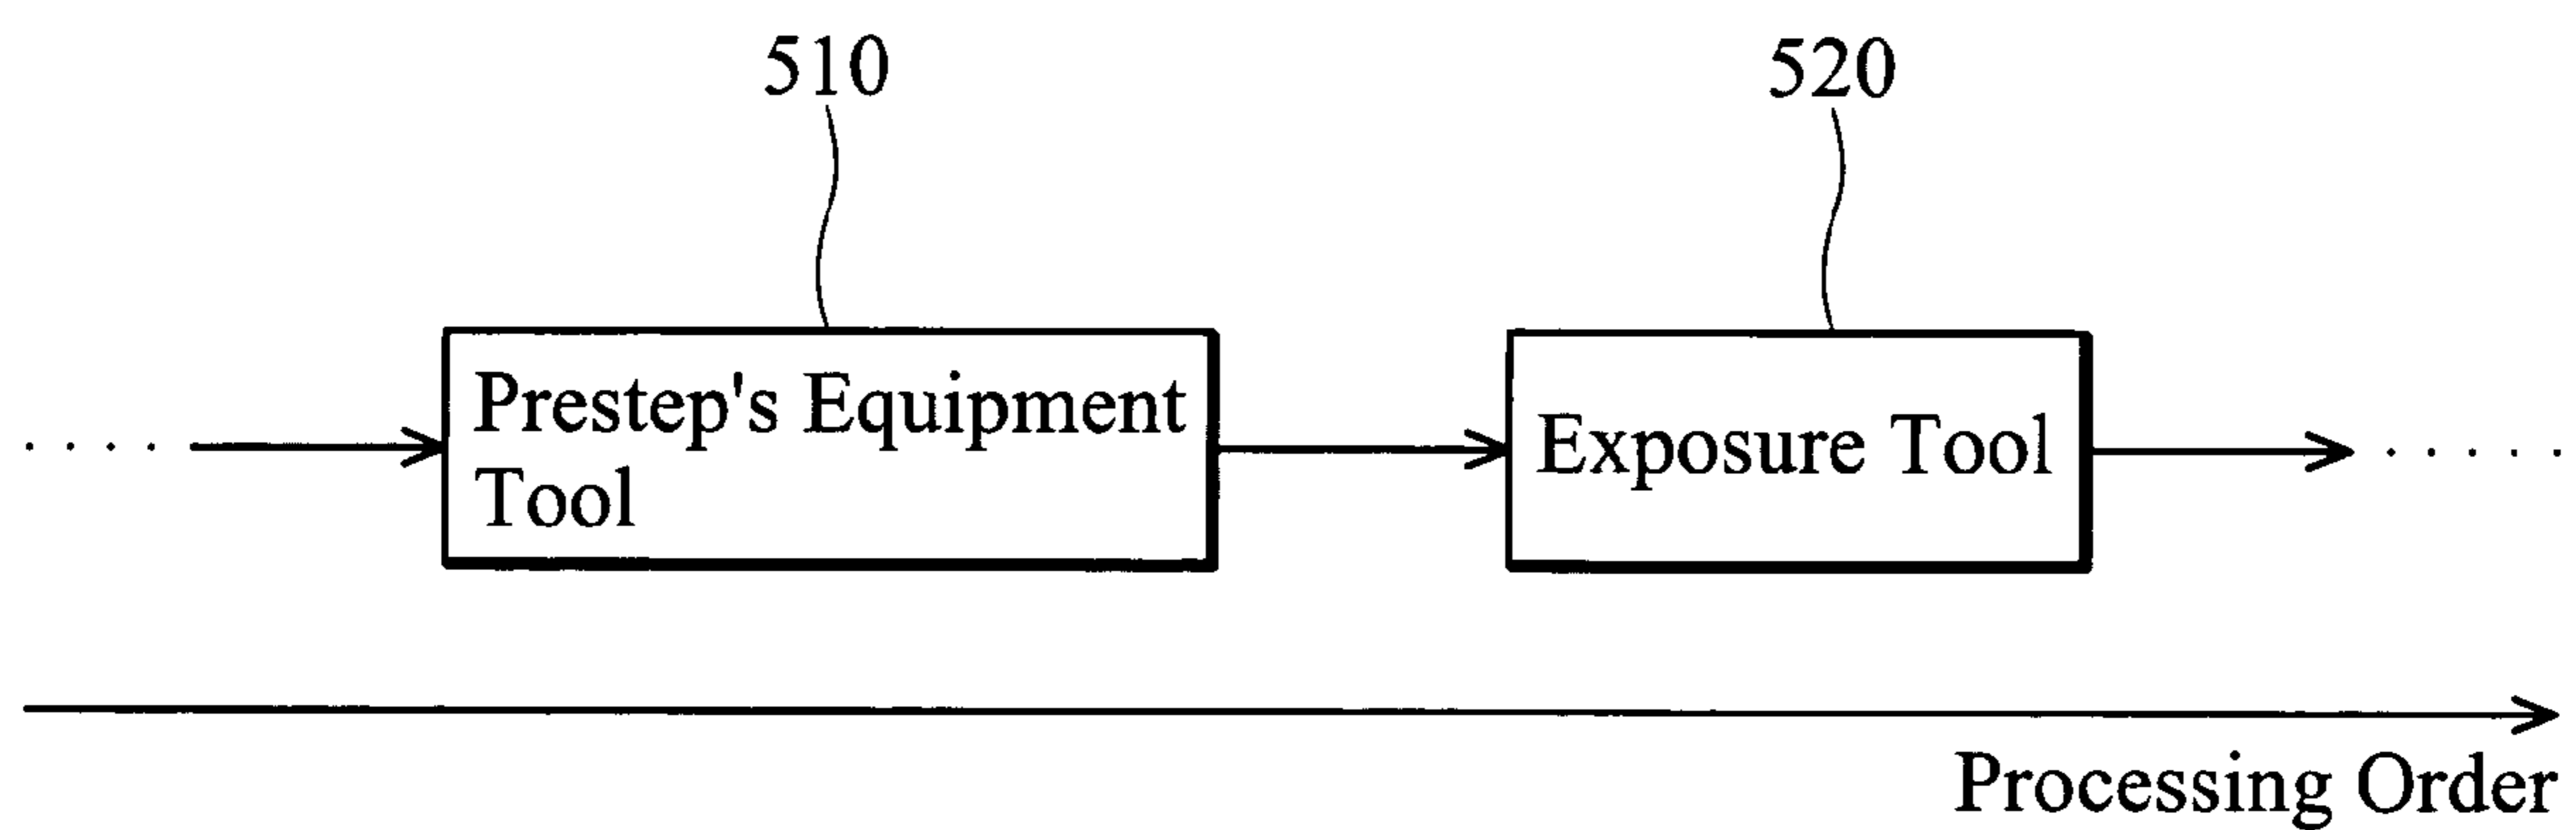 510
520
Prestep's Equipment
Tool
Exposure Tool
Processing Order